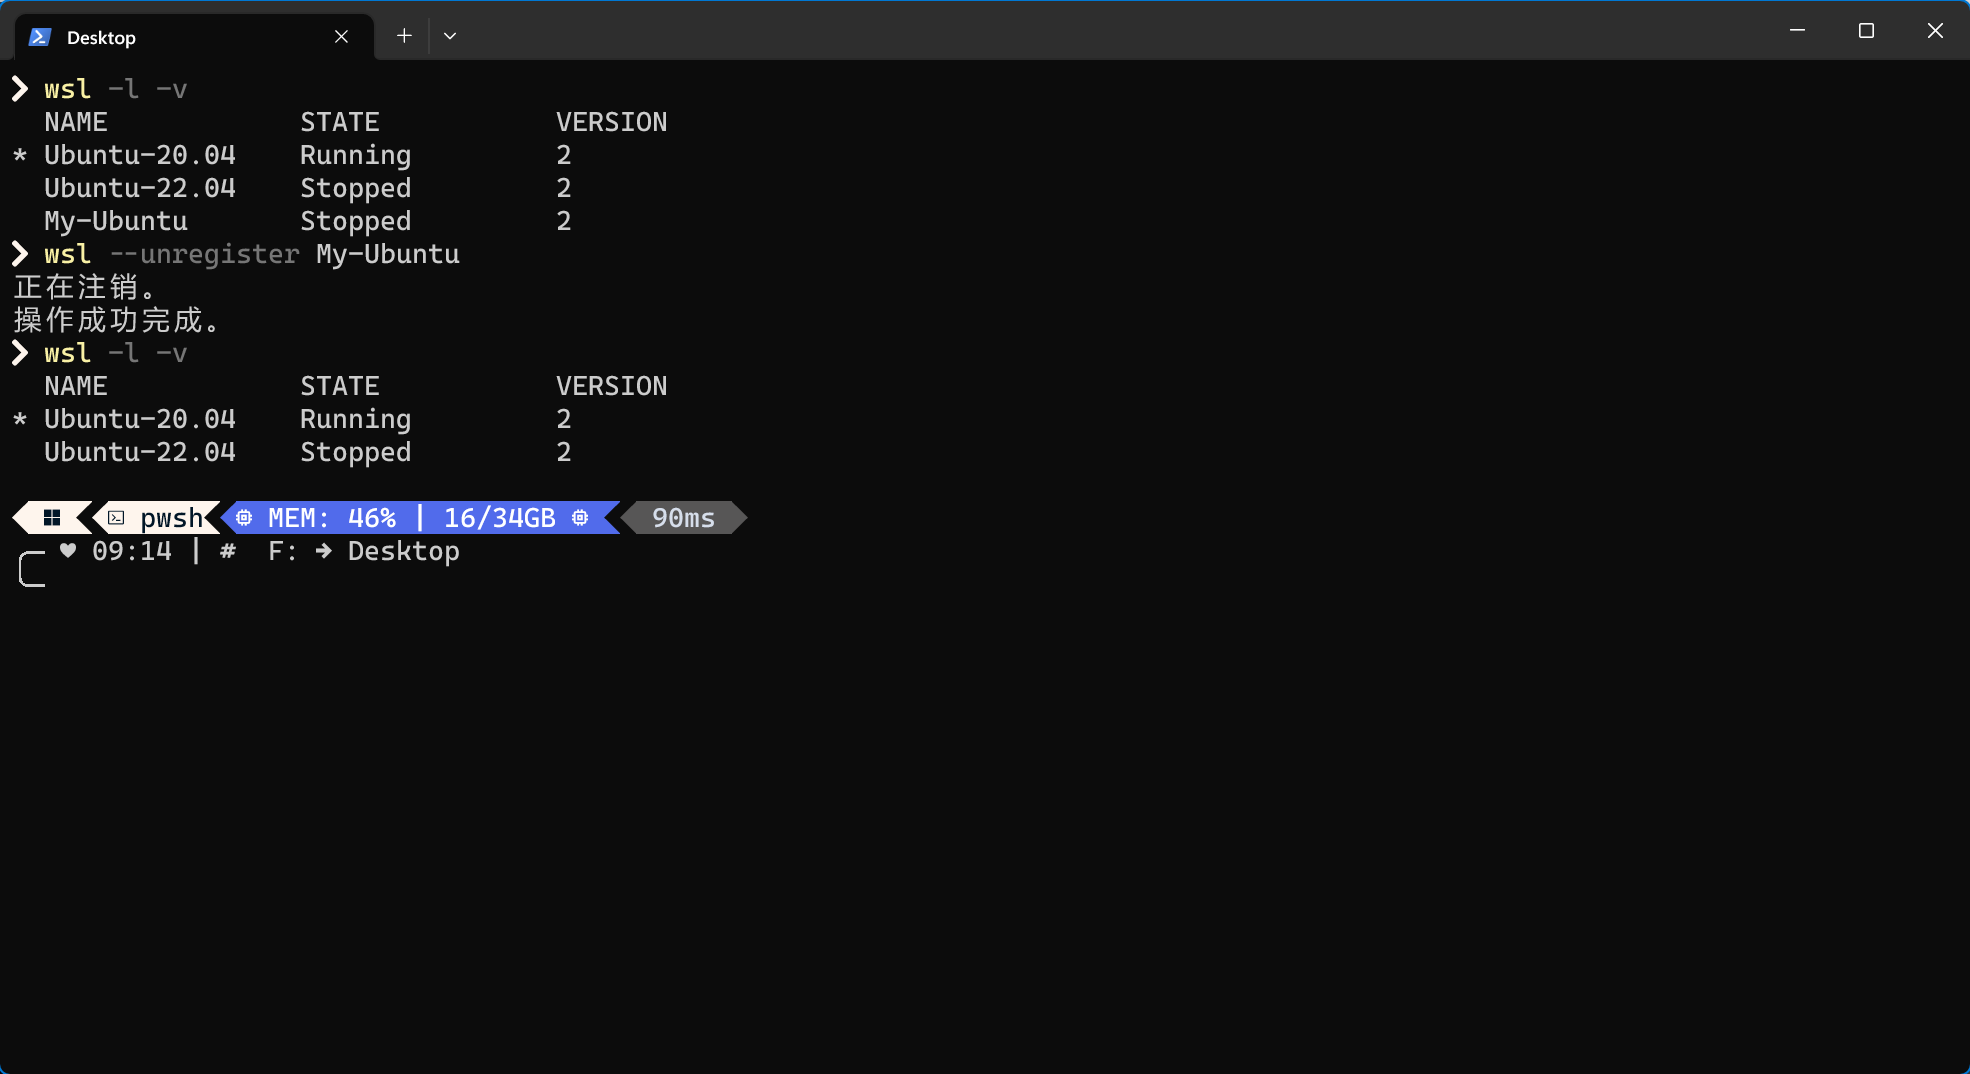 Desktop
❯ wsl -l -v
NAME STATE VERSION
* Ubuntu-20.04 Running 2
Ubuntu-22.04 Stopped 2
My-Ubuntu Stopped 2
❯ wsl --unregister My-Ubuntu
正在注销。
操作成功完成。
❯ wsl -l -v
NAME STATE VERSION
* Ubuntu-20.04 Running 2
Ubuntu-22.04 Stopped 2
pwsh MEM: 46% | 16/34GB 90ms
♥ 09:14 | # F: → Desktop